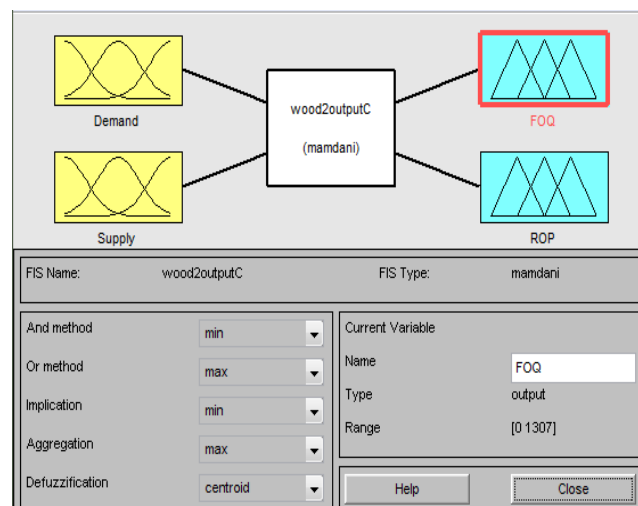 Demand
Supply
wood2outputC
(mamdani)
FOQ
ROP
FIS Name: wood2outputC FIS Type: mamdani
And method min
Or method max
Implication min
Aggregation max
Defuzzification centroid
Current Variable
Name FOQ
Type output
Range [0 1307]
Help Close